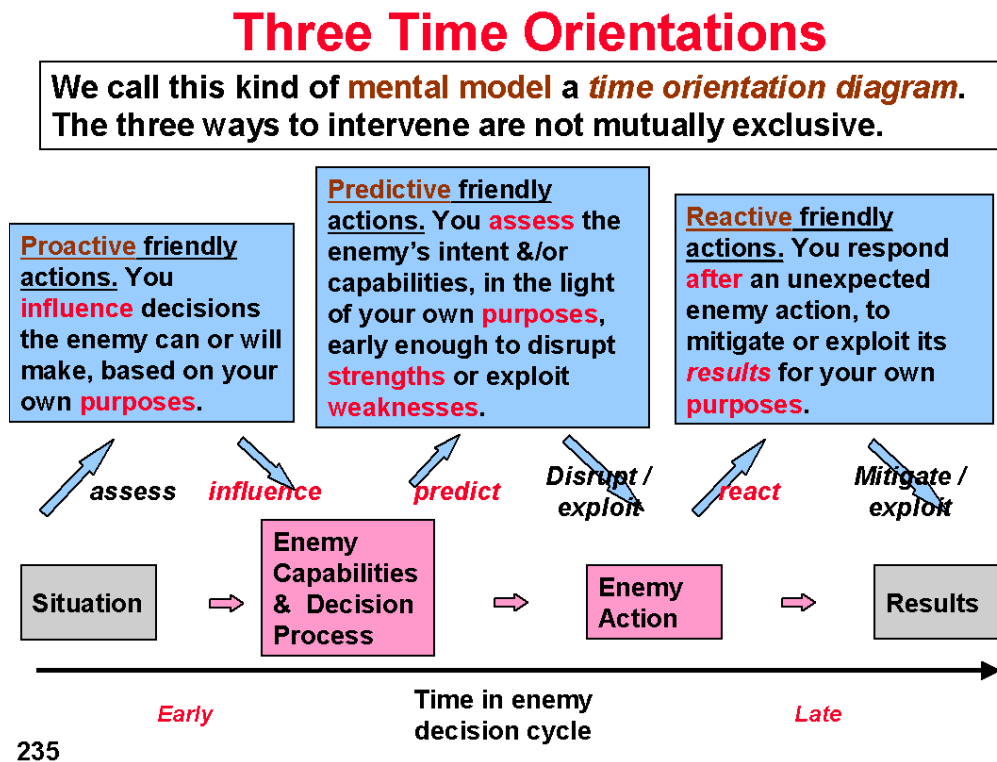 Three Time Orientations
We call this kind of mental model a time orientation diagram.
The three ways to intervene are not mutually exclusive.
Proactive friendly
actions. You
influence decisions
the enemy can or will
make, based on your
own purposes.
Predictive friendly
actions. You assess the
enemy's intent &/or
capabilities, in the light
of your own purposes,
early enough to disrupt
strengths or exploit
weaknesses.
Reactive friendly
actions. You respond
after an unexpected
enemy action, to
mitigate or exploit its
results for your own
purposes.
assess
influence
predict
Disrupt /
exploit
react
Mitigate /
exploit
Situation
Enemy
Capabilities
& Decision
Process
Enemy
Action
Results
Early
Time in enemy
decision cycle
Late
235